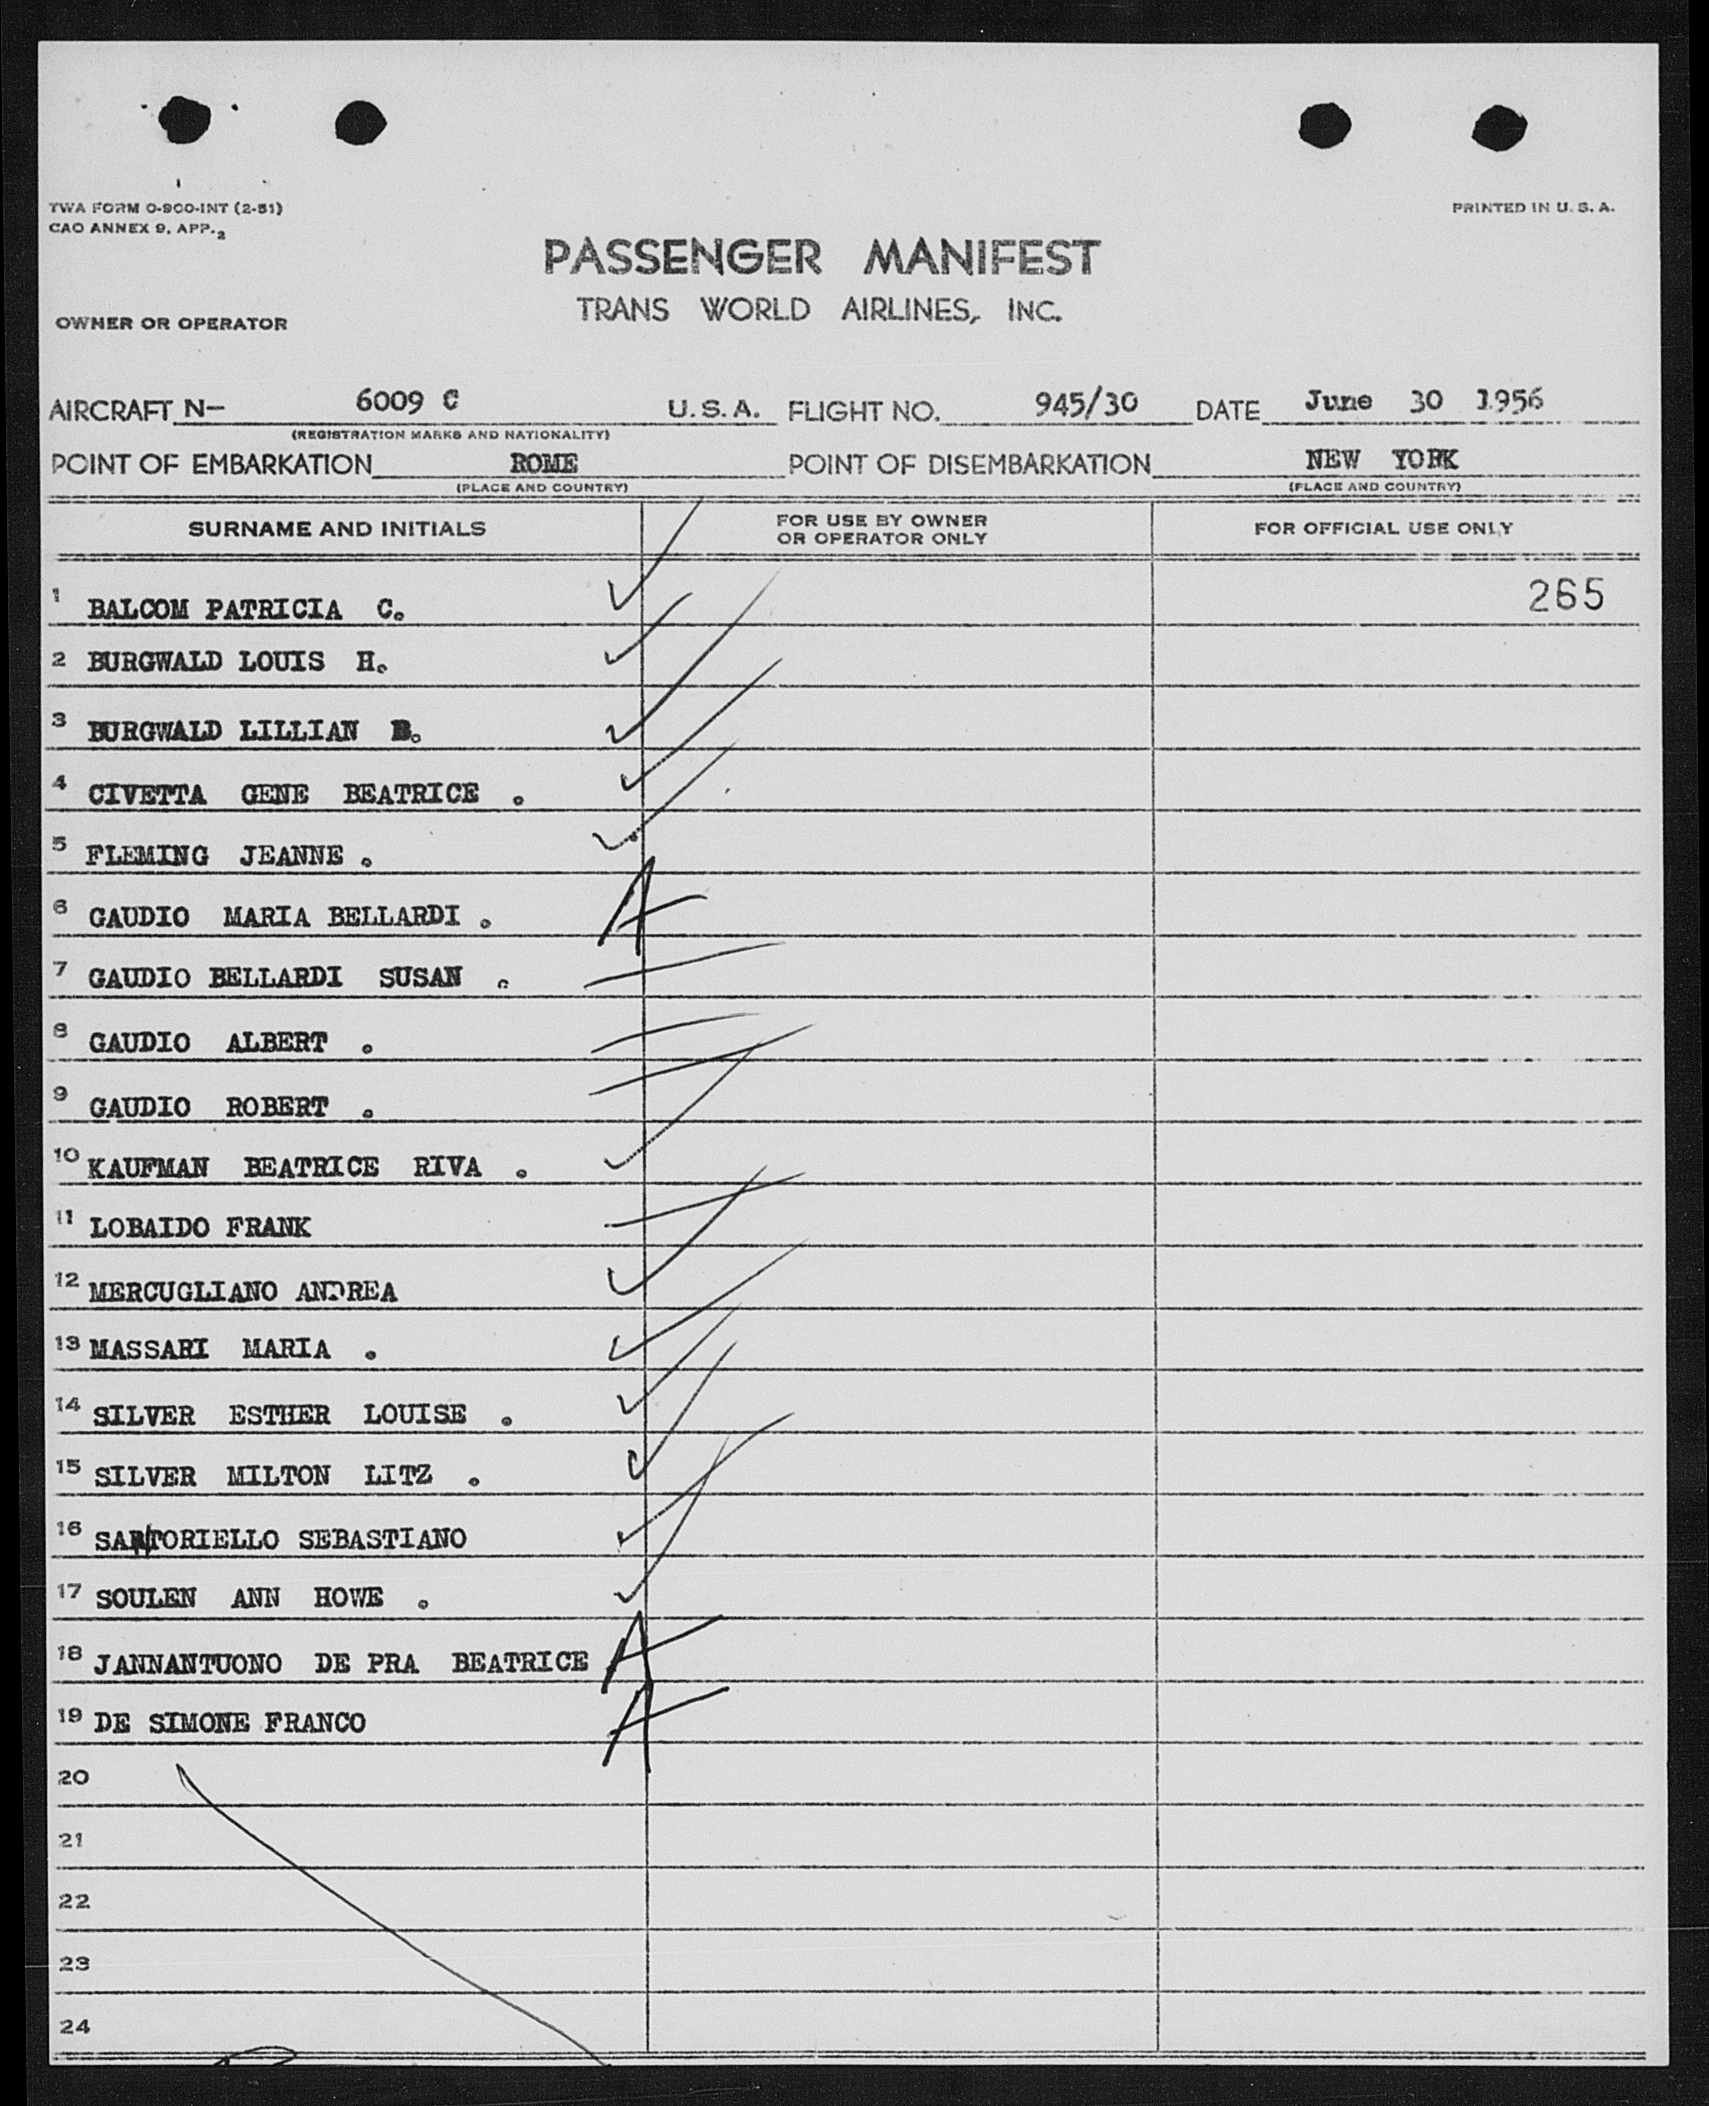 TWA FORM O-900-INT (2-51)
CAO ANNEX 9, APP. 2
PRINTED IN U. S. A.
PASSENGER MANIFEST
TRANS WORLD AIRLINES, INC.
OWNER OR OPERATOR
AIRCRAFT N- 6009 C U. S. A. FLIGHT NO. 945/30 DATE June 30 1956
(REGISTRATION MARKS AND NATIONALITY)
POINT OF EMBARKATION ROME POINT OF DISEMBARKATION NEW YORK
(PLACE AND COUNTRY) (PLACE AND COUNTRY)
SURNAME AND INITIALS FOR USE BY OWNER OR OPERATOR ONLY FOR OFFICIAL USE ONLY
1 BALCOM PATRICIA C. 265
2 BURGWALD LOUIS H.
3 BURGWALD LILLIAN B.
4 CIVETTA GENE BEATRICE .
5 FLEMING JEANNE .
6 GAUDIO MARIA BELLARDI . A
7 GAUDIO BELLARDI SUSAN .
8 GAUDIO ALBERT .
9 GAUDIO ROBERT .
10 KAUFMAN BEATRICE RIVA .
11 LOBAIDO FRANK
12 MERCUGLIANO ANDREA
13 MASSARI MARIA .
14 SILVER ESTHER LOUISE .
15 SILVER MILTON LITZ .
16 SARTORIELLO SEBASTIANO
17 SOULEN ANN HOWE .
18 JANNANTUONO DE PRA BEATRICE A
19 DE SIMONE FRANCO A
20
21
22
23
24